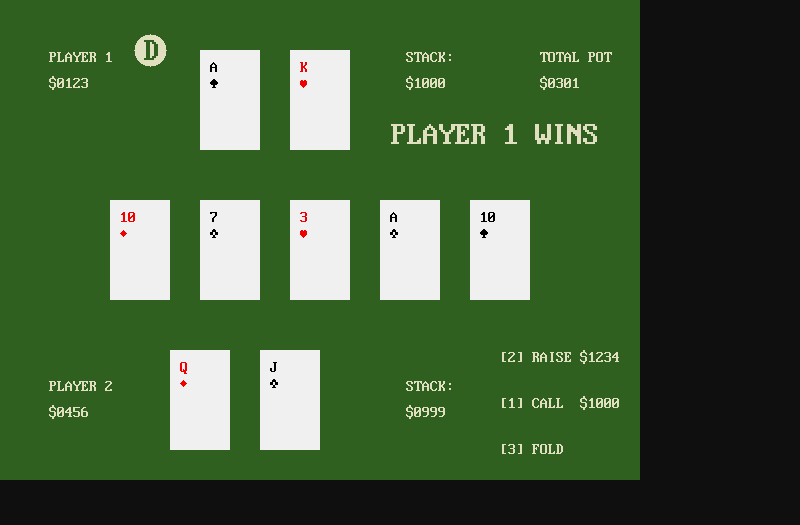 PLAYER 1
$0123
D
A
♠
K
♥
STACK:
$1000
TOTAL POT
$0301
PLAYER 1 WINS
10
♦
7
♣
3
♥
A
♣
10
♠
PLAYER 2
$0456
Q
♦
J
♣
STACK:
$0999
[2] RAISE $1234
[1] CALL  $1000
[3] FOLD